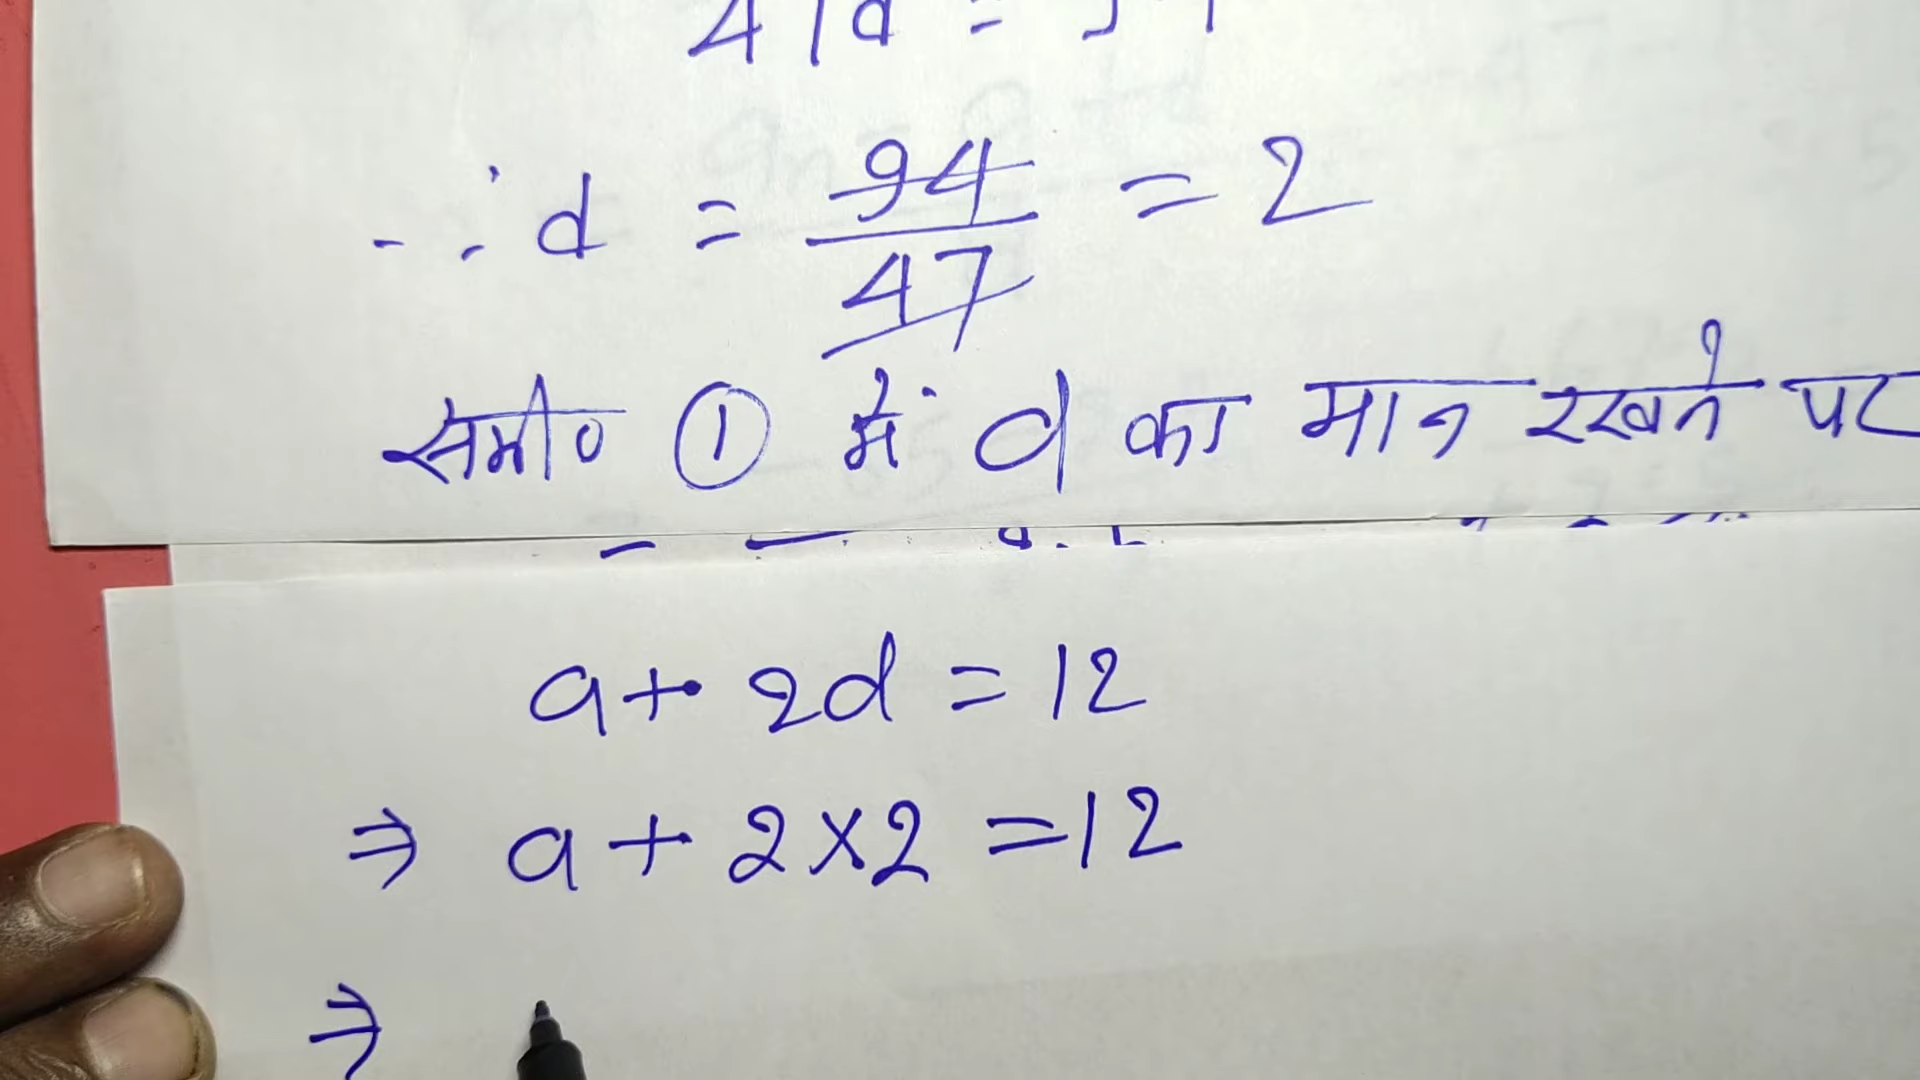 ∴ d = 94/47 = 2
समी० ① में d का मान रखने पर
a + 2d = 12
⇒ a + 2×2 = 12
⇒